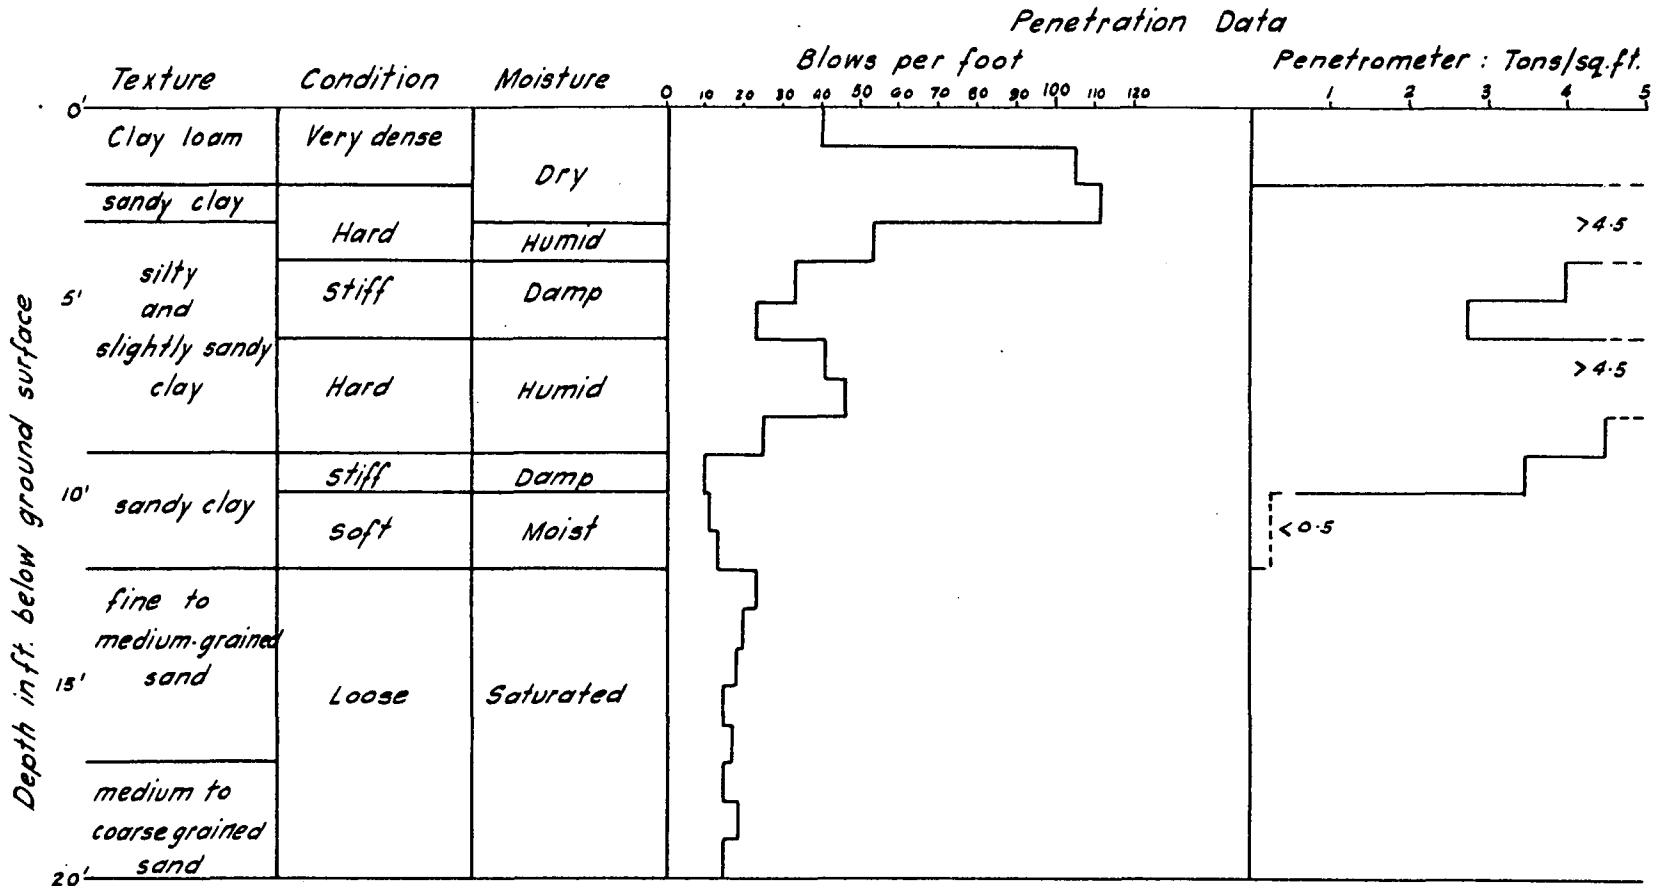 Penetration Data
Texture Condition Moisture Blows per foot Penetrometer : Tons/sq.ft.
0 10 20 30 40 50 60 70 80 90 100 110 120 1 2 3 4 5
0'
Clay loam Very dense
Dry
sandy clay
Hard
Humid
>4.5
silty
and
slightly sandy
clay
5'
Stiff Damp
Hard Humid
>4.5
Stiff Damp
10'
sandy clay
Soft Moist
<0.5
fine to
medium-grained
sand
15'
Loose Saturated
medium to
coarse grained
sand
20'
Depth in ft. below ground surface